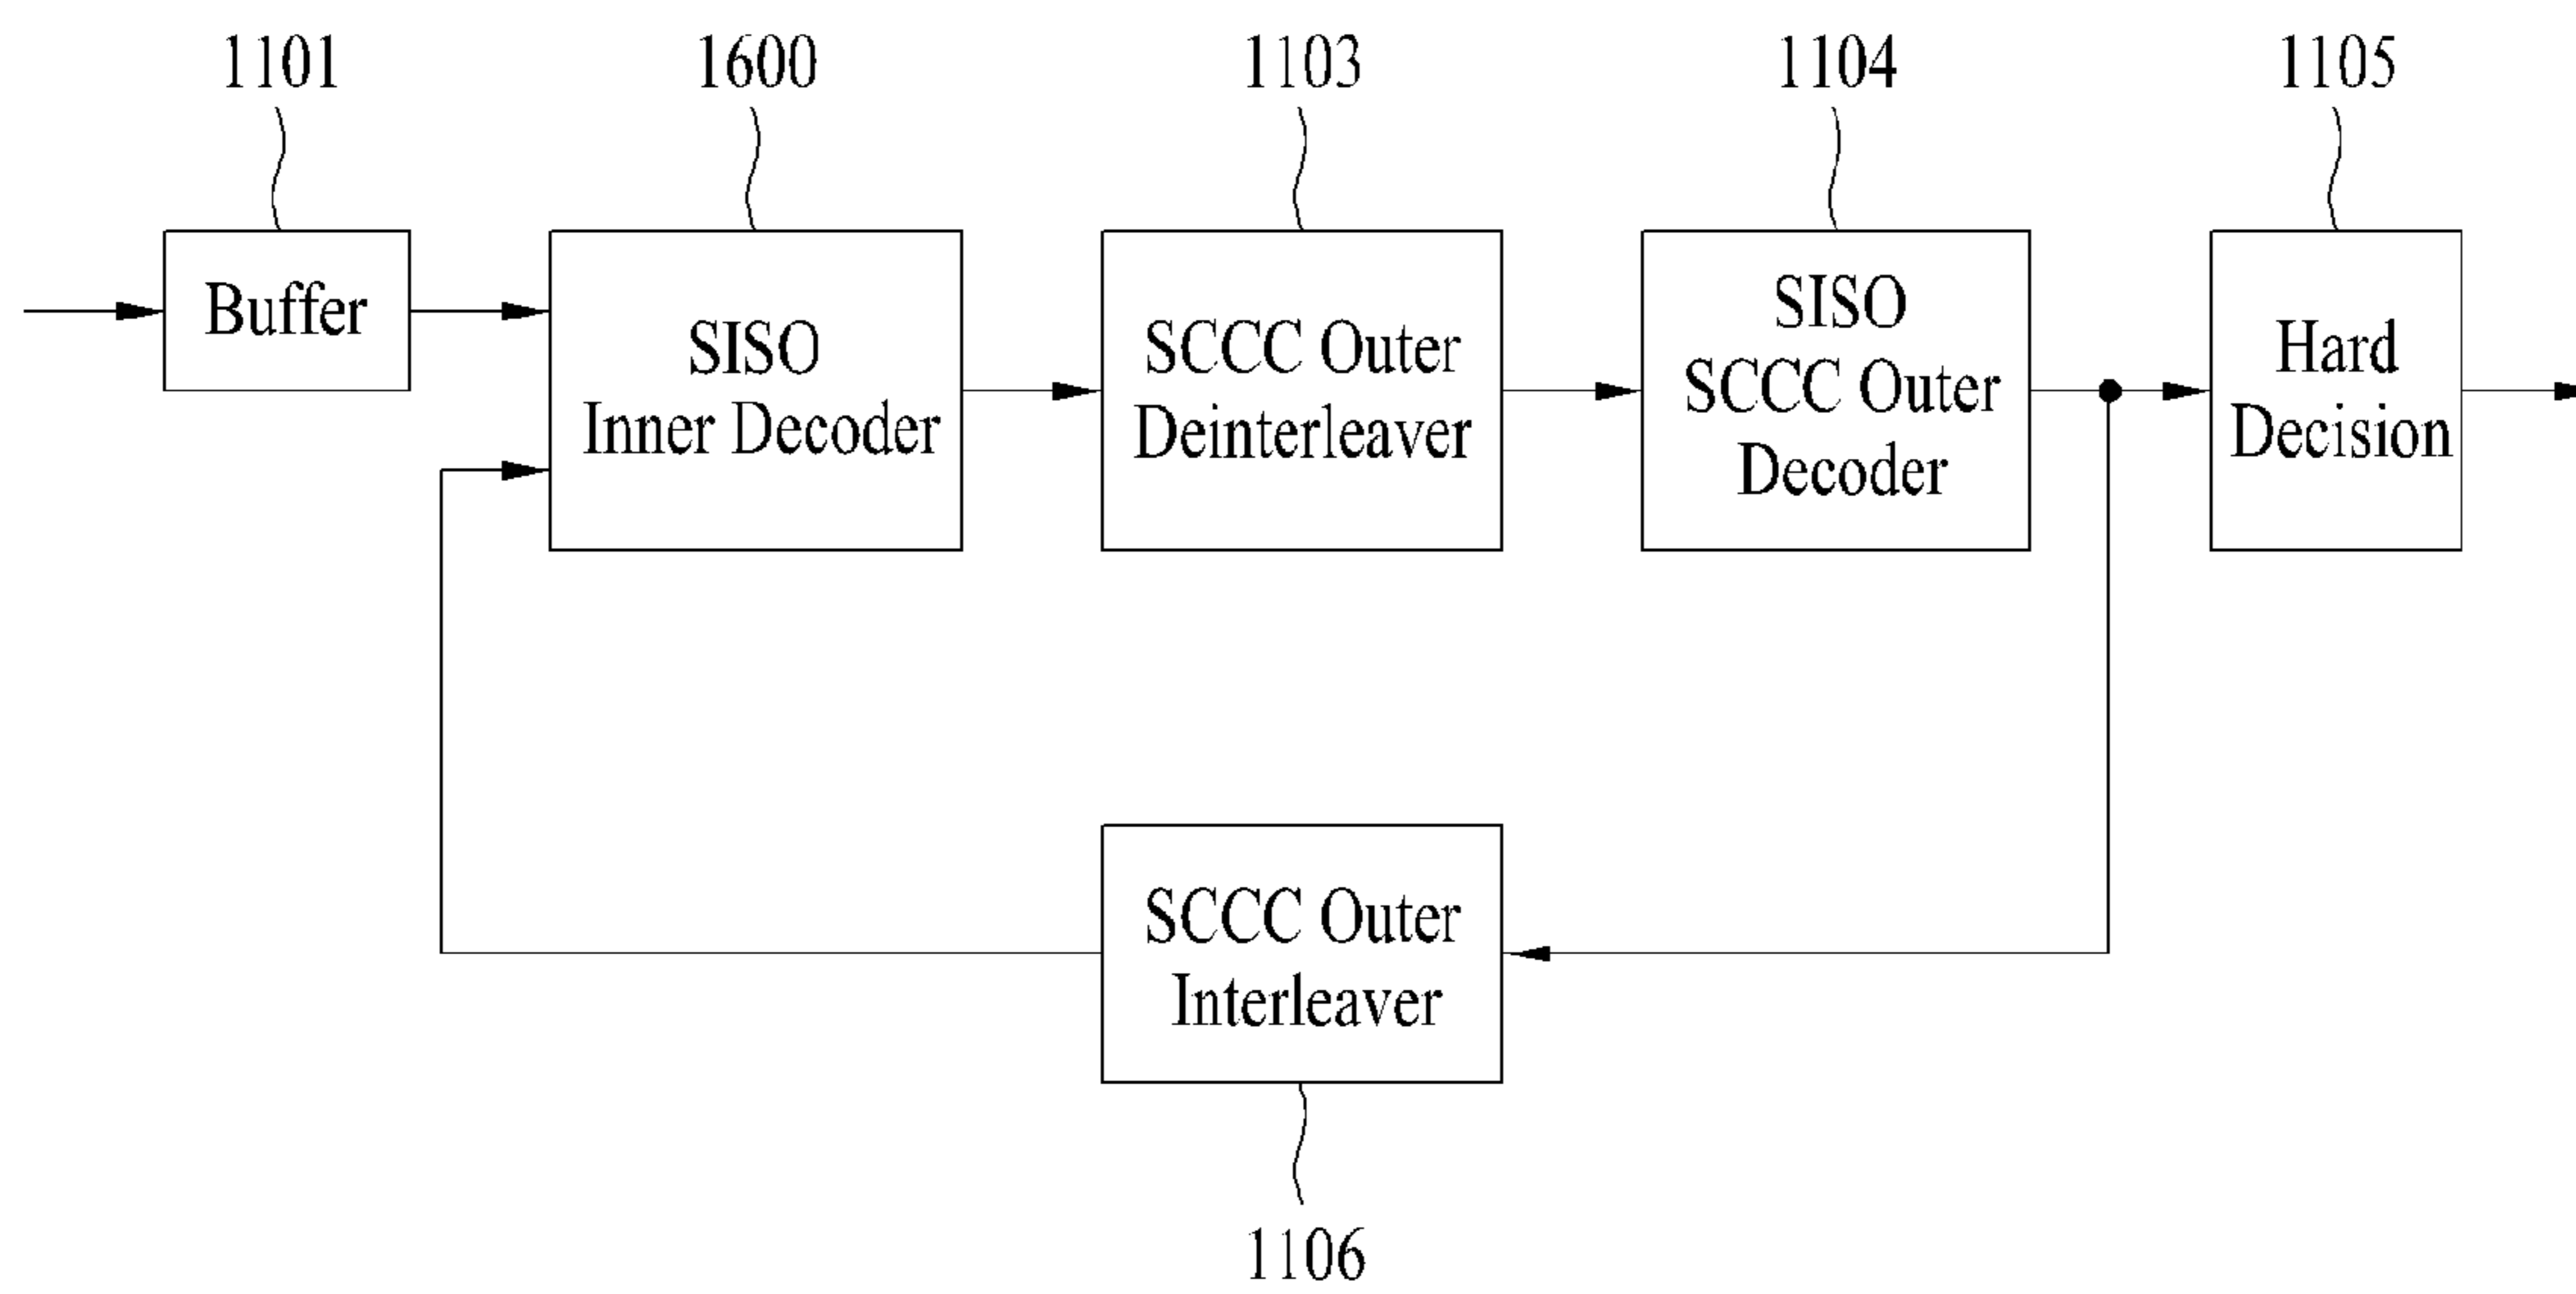 1101
1600
1103
1104
1105
Buffer
SISO
Inner Decoder
SCCC Outer
Deinterleaver
SISO
SCCC Outer
Decoder
Hard
Decision
SCCC Outer
Interleaver
1106